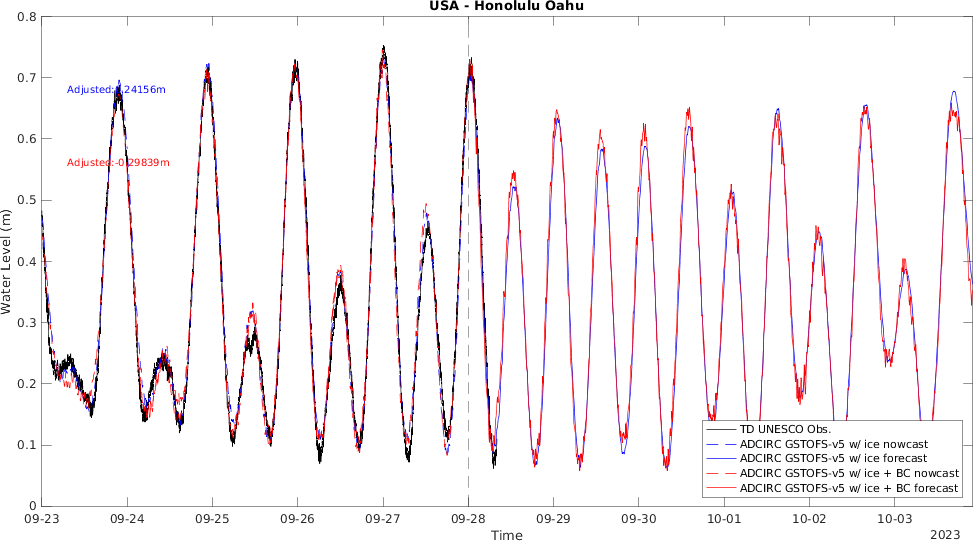 USA - Honolulu Oahu
0.8
0.7
0.6
0.5
0.4
0.3
0.2
0.1
0
Water Level (m)
Adjusted:-0.24156m
Adjusted:-0.29839m
TD UNESCO Obs.
ADCIRC GSTOFS-v5 w/ ice nowcast
ADCIRC GSTOFS-v5 w/ ice forecast
ADCIRC GSTOFS-v5 w/ ice + BC nowcast
ADCIRC GSTOFS-v5 w/ ice + BC forecast
09-23 09-24 09-25 09-26 09-27 09-28 09-29 09-30 10-01 10-02 10-03
Time
2023